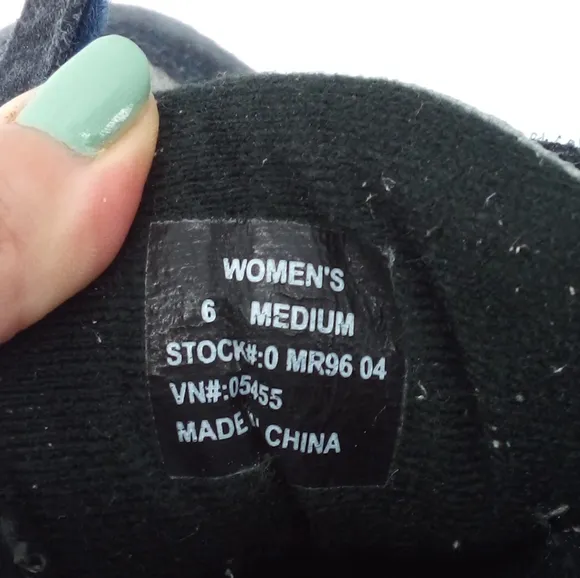 WOMEN'S
6 MEDIUM
STOCK#:0 MR96 04
VN#:05455
MADE CHINA